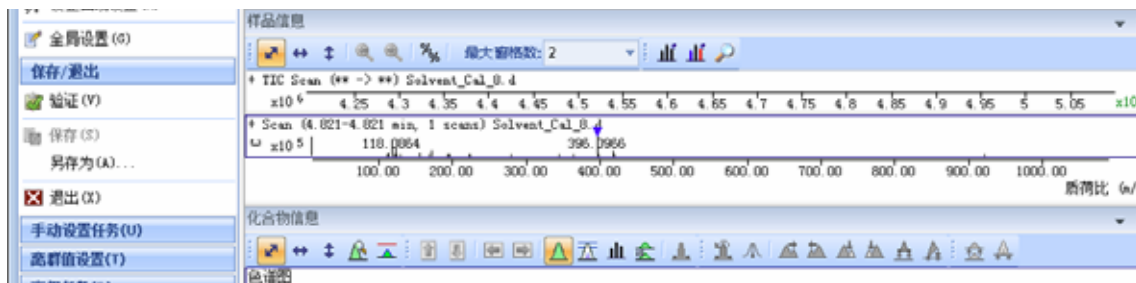 样品信息
全局设置(G)
最大窗格数: 2
保存/退出
+ TIC Scan (** -> **) Solvent_Cal_8.d
验证(V)
x10 6 4.25 4.3 4.35 4.4 4.45 4.5 4.55 4.6 4.65 4.7 4.75 4.8 4.85 4.9 4.95 5 5.05 x10
+ Scan (4.821-4.821 min, 1 scans) Solvent_Cal_8.d
保存(S)
x10 5 118.0864 396.0966
另存为(A)...
100.00 200.00 300.00 400.00 500.00 600.00 700.00 800.00 900.00 1000.00
质荷比 (m/
退出(X)
化合物信息
手动设置任务(U)
离群值设置(T)
色谱图